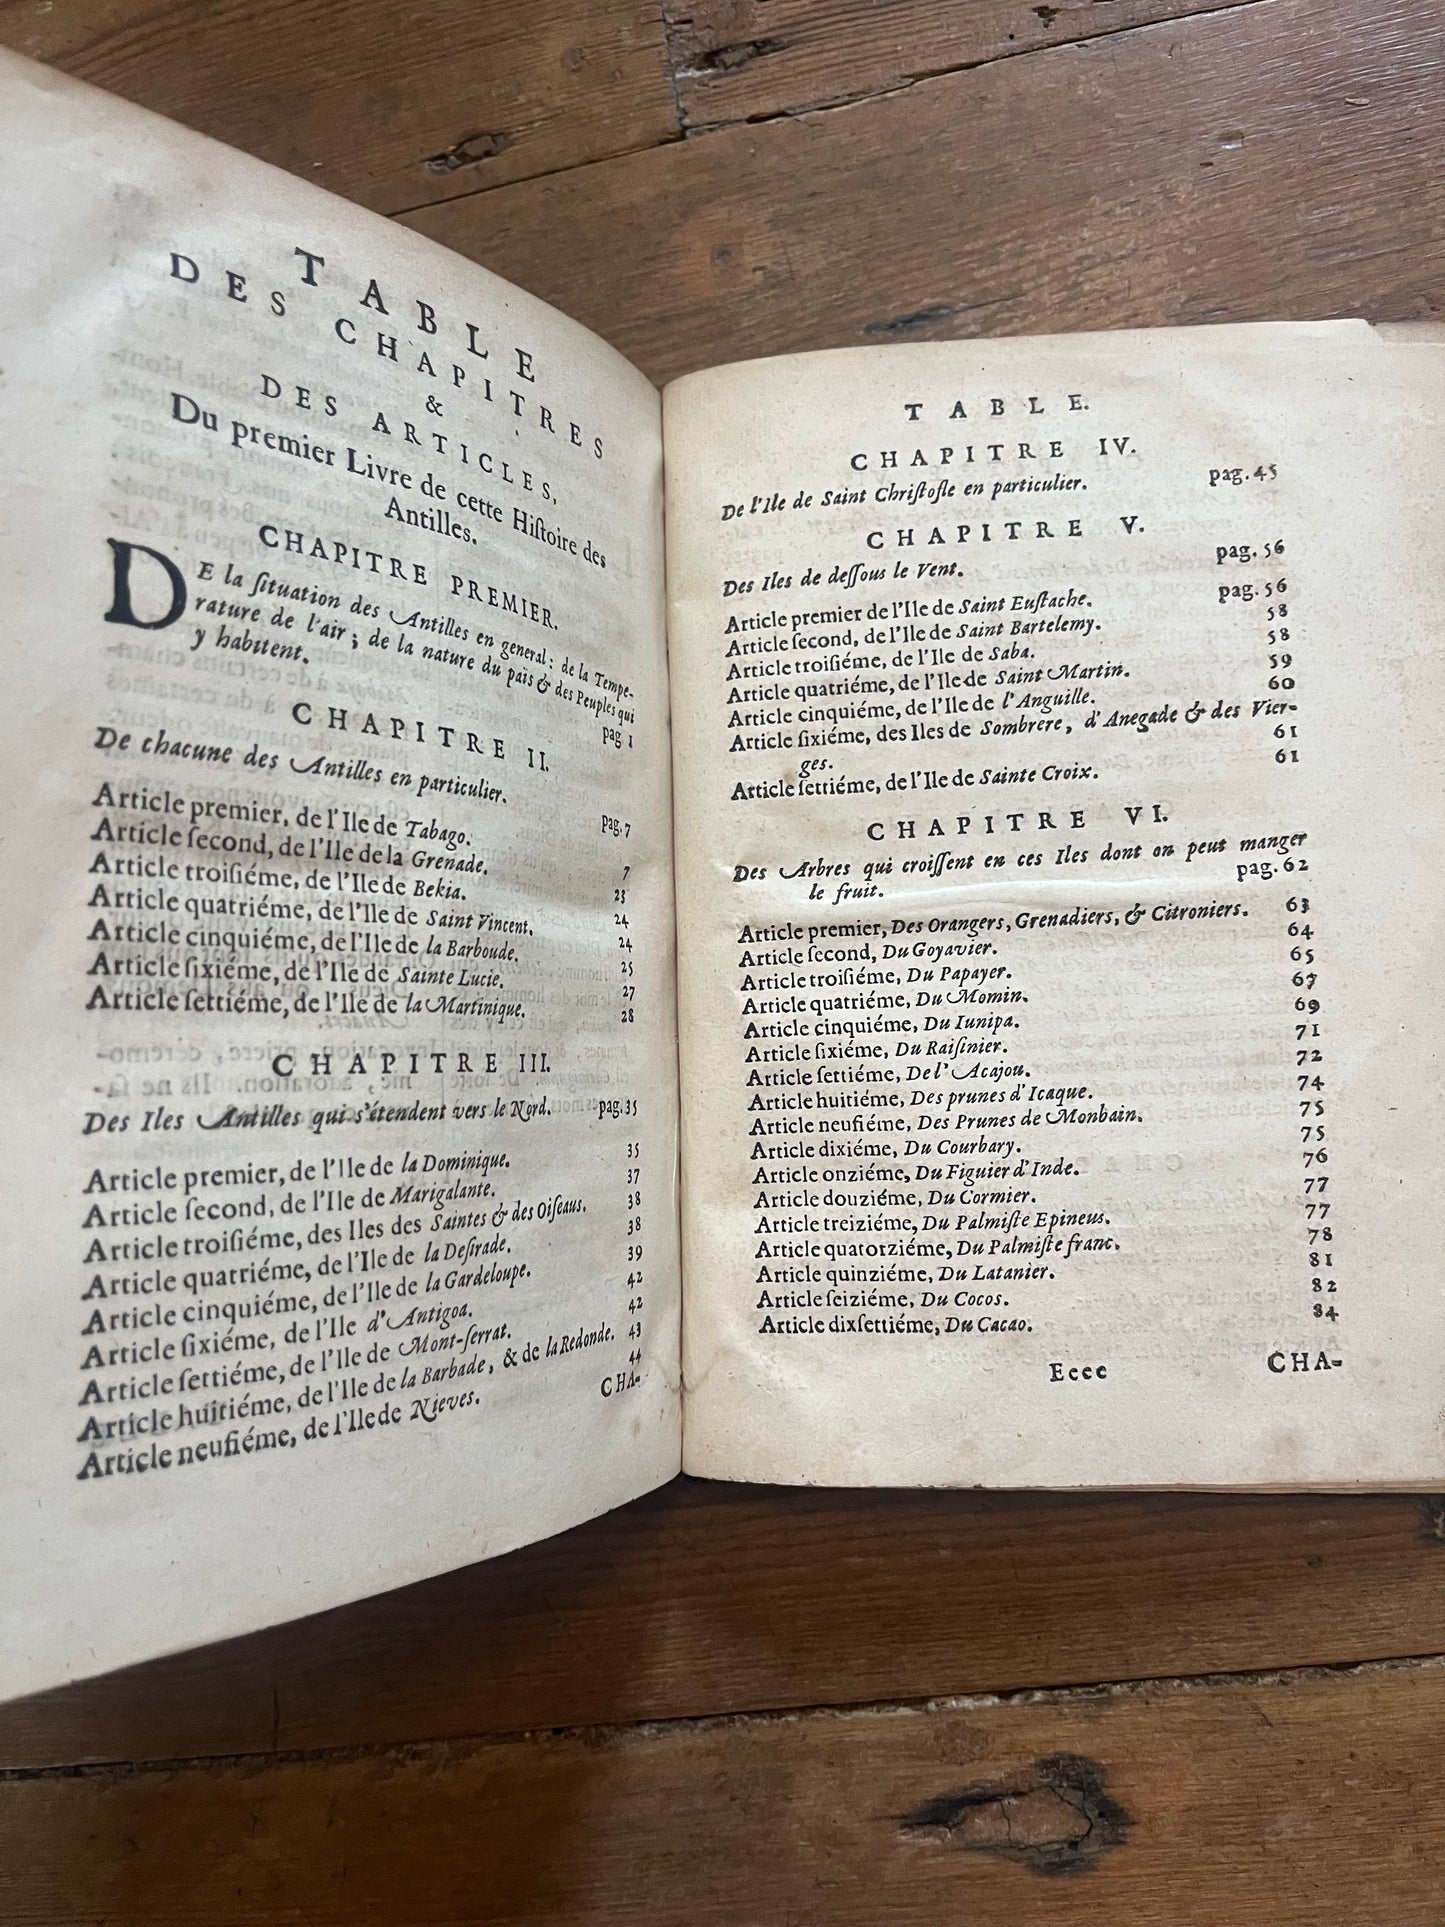 TABLE
DES CHAPITRES
&
DES ARTICLES,
Du premier Livre de cette Hiſtoire des
Antilles.
CHAPITRE PREMIER.
DE la ſituation des Antilles en general: de la Tempe-
rature de l'air; de la nature du païs & des Peuples qui
y habitent. pag 1
CHAPITRE II.
De chacune des Antilles en particulier. pag. 7
Article premier, de l'Ile de Tabago. 7
Article ſecond, de l'Ile de la Grenade. 23
Article troiſiéme, de l'Ile de Bekia. 24
Article quatriéme, de l'Ile de Saint Vincent. 24
Article cinquiéme, de l'Ile de la Barboude. 25
Article ſixiéme, de l'Ile de Sainte Lucie. 27
Article ſettiéme, de l'Ile de la Martinique. 28
CHAPITRE III.
Des Iles Antilles qui s'étendent vers le Nord. pag. 35
Article premier, de l'Ile de la Dominique. 35
Article ſecond, de l'Ile de Marigalante. 37
Article troiſiéme, des Iles des Saintes & des Oiſeaus. 38
Article quatriéme, de l'Ile de la Deſirade. 38
Article cinquiéme, de l'Ile de la Gardeloupe. 39
Article ſixiéme, de l'Ile d'Antigoa. 42
Article ſettiéme, de l'Ile de Mont-ſerrat. 42
Article huitiéme, de l'Ile de la Barbade, & de la Redonde. 43
Article neufiéme, de l'Ile de Nieves. 44
CHA-
TABLE.
CHAPITRE IV.
De l'Ile de Saint Chriſtofle en particulier. pag. 45
CHAPITRE V.
Des Iles de deſſous le Vent. pag. 56
Article premier de l'Ile de Saint Euſtache. pag. 56
Article ſecond, de l'Ile de Saint Bartelemy. 58
Article troiſiéme, de l'Ile de Saba. 58
Article quatriéme, de l'Ile de Saint Martin. 59
Article cinquiéme, de l'Ile de l'Anguille. 60
Article ſixiéme, des Iles de Sombrere, d'Anegade & des Vier-
ges. 61
Article ſettiéme, de l'Ile de Sainte Croix. 61
CHAPITRE VI.
Des Arbres qui croiſſent en ces Iles dont on peut manger
le fruit. pag. 62
Article premier, Des Orangers, Grenadiers, & Citroniers. 63
Article ſecond, Du Goyavier. 64
Article troiſiéme, Du Papayer. 65
Article quatriéme, Du Momin. 67
Article cinquiéme, Du Iunipa. 69
Article ſixiéme, Du Raiſinier. 71
Article ſettiéme, De l'Acajou. 72
Article huitiéme, Des prunes d'Icaque. 74
Article neufiéme, Des Prunes de Monbain. 75
Article dixiéme, Du Courbary. 75
Article onziéme, Du Figuier d'Inde. 76
Article douziéme, Du Cormier. 77
Article treiziéme, Du Palmiſte Epineus. 77
Article quatorziéme, Du Palmiſte franc. 78
Article quinziéme, Du Latanier. 81
Article ſeiziéme, Du Cocos. 82
Article dixſettiéme, Du Cacao. 84
Eeee CHA-